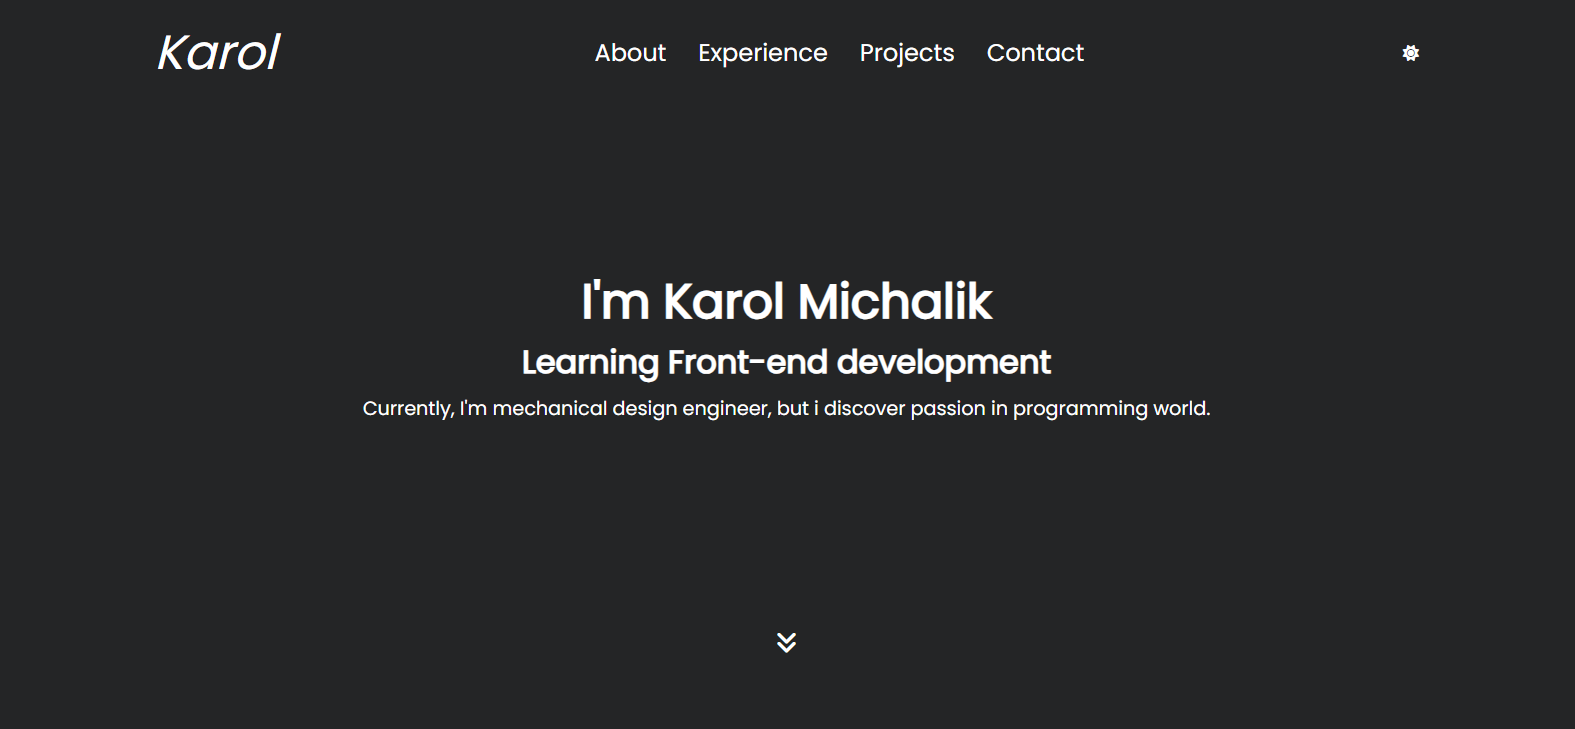 Karol
About Experience Projects Contact
I'm Karol Michalik
Learning Front-end development
Currently, I'm mechanical design engineer, but i discover passion in programming world.